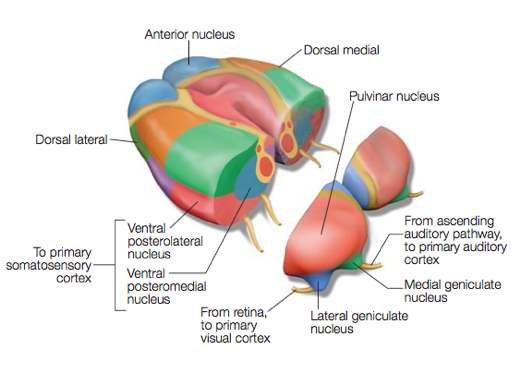 Anterior nucleus
Dorsal medial
Pulvinar nucleus
Dorsal lateral
Ventral
posterolateral
nucleus
To primary
somatosensory
cortex
Ventral
posteromedial
nucleus
From ascending
auditory pathway,
to primary auditory
cortex
Medial geniculate
nucleus
From retina,
to primary
visual cortex
Lateral geniculate
nucleus